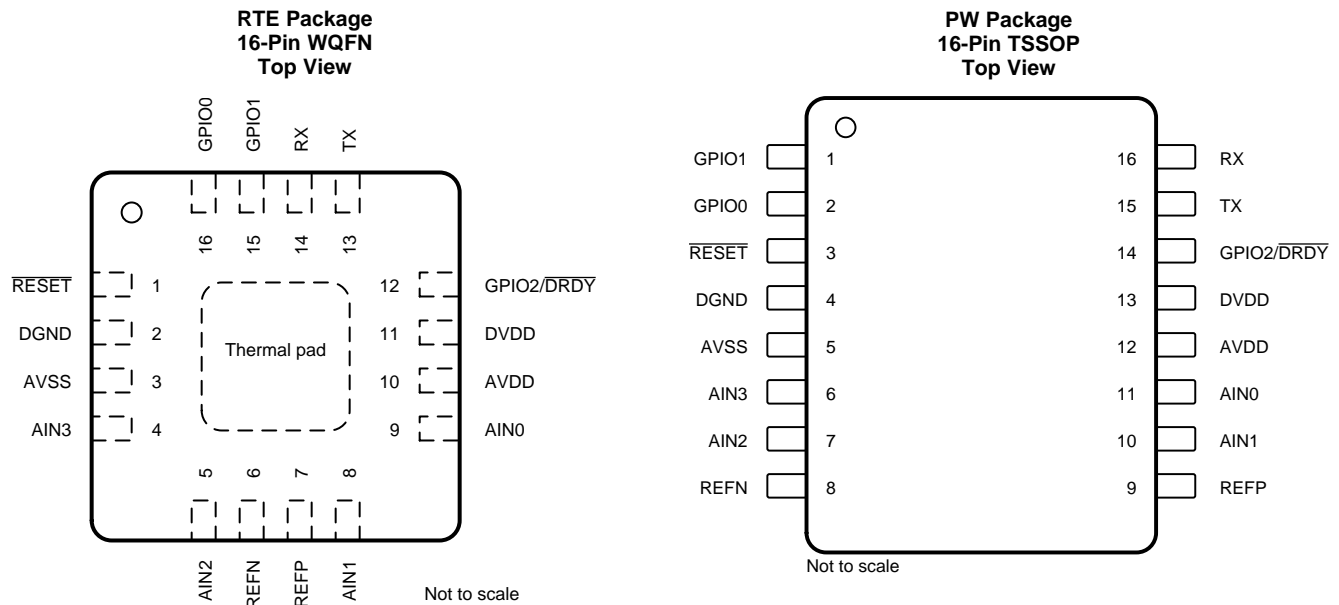 RTE Package
16-Pin WQFN
Top View
GPIO0
GPIO1
RX
TX
16
15
14
13
RESET 1
DGND 2
AVSS 3
AIN3 4
12 GPIO2/DRDY
11 DVDD
10 AVDD
9 AIN0
Thermal pad
5
6
7
8
AIN2
REFN
REFP
AIN1
Not to scale
PW Package
16-Pin TSSOP
Top View
GPIO1 1 16 RX
GPIO0 2 15 TX
RESET 3 14 GPIO2/DRDY
DGND 4 13 DVDD
AVSS 5 12 AVDD
AIN3 6 11 AIN0
AIN2 7 10 AIN1
REFN 8 9 REFP
Not to scale